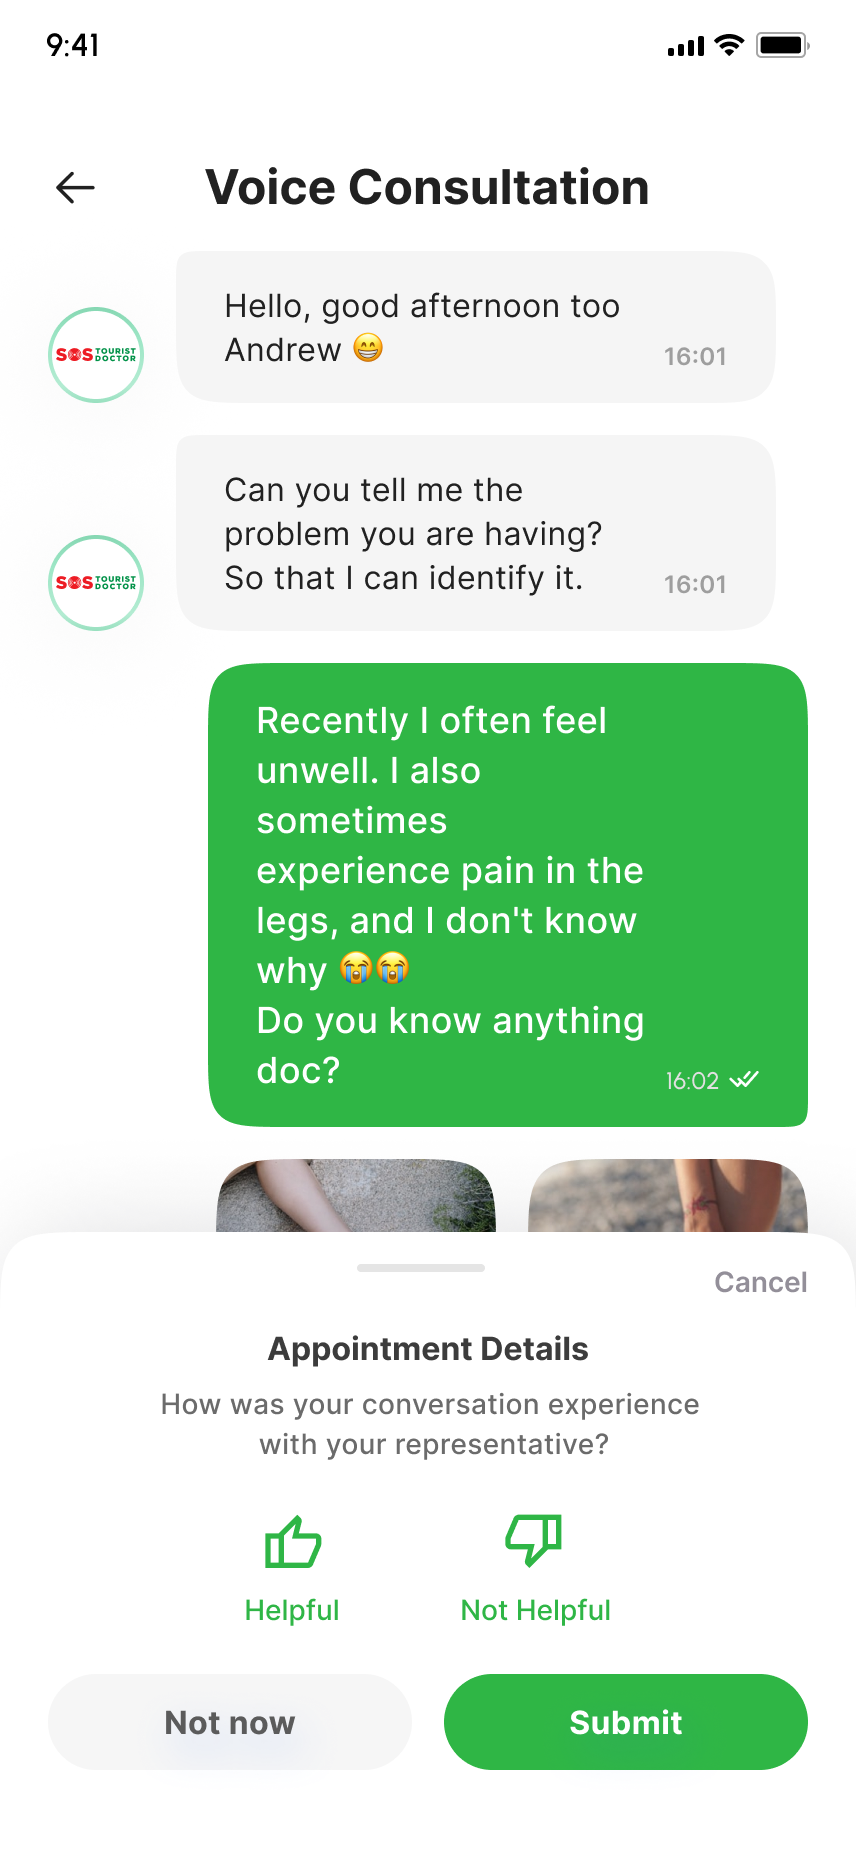 9:41
Voice Consultation
Hello, good afternoon too
Andrew 😁
16:01
SOS TOURIST
DOCTOR
Can you tell me the
problem you are having?
So that I can identify it.
16:01
SOS TOURIST
DOCTOR
Recently I often feel
unwell. I also
sometimes
experience pain in the
legs, and I don't know
why 😭😭
Do you know anything
doc?
16:02
Cancel
Appointment Details
How was your conversation experience
with your representative?
Helpful
Not Helpful
Not now
Submit